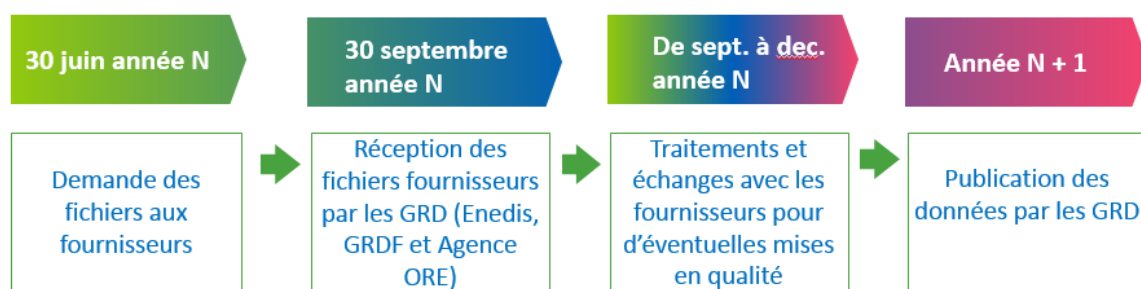 30 juin année N
30 septembre
année N
De sept. à dec.
année N
Année N + 1
Demande des
fichiers aux
fournisseurs
Réception des
fichiers fournisseurs
par les GRD (Enedis,
GRDF et Agence
ORE)
Traitements et
échanges avec les
fournisseurs pour
d’éventuelles mises
en qualité
Publication des
données par les GRD